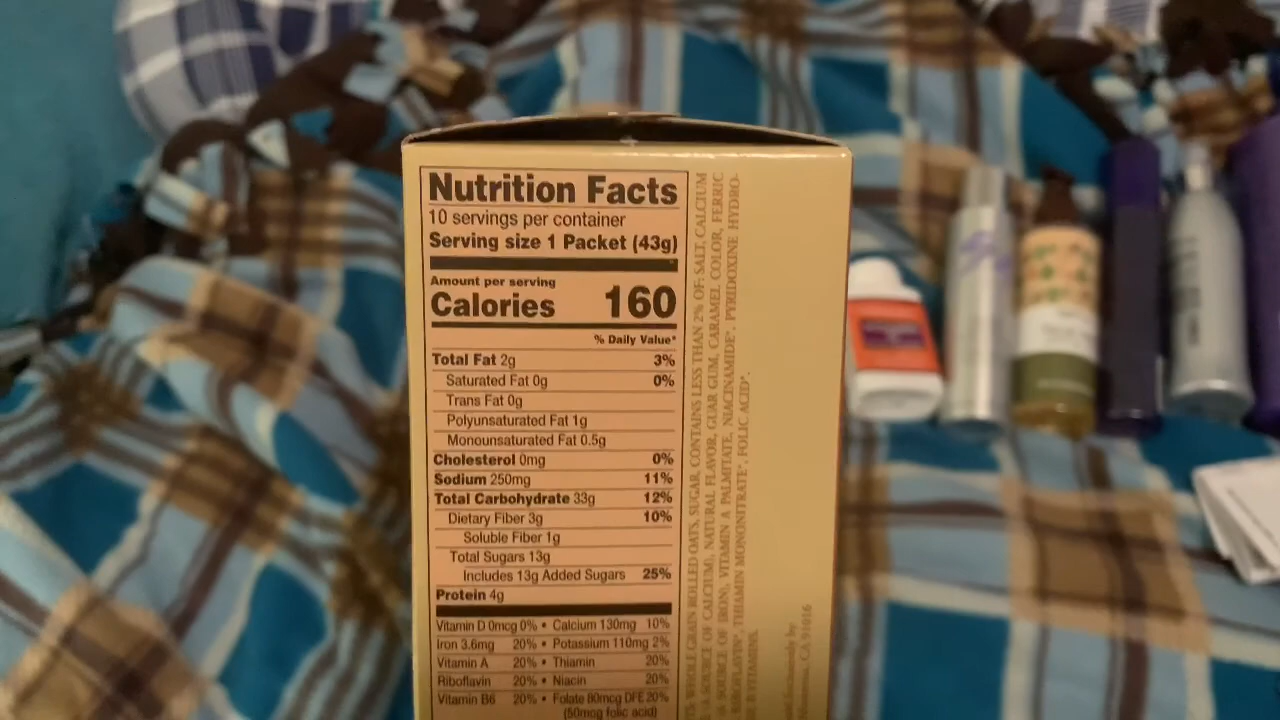 Nutrition Facts
10 servings per container
Serving size 1 Packet (43g)
Amount per serving
Calories 160
% Daily Value*
Total Fat 2g 3%
Saturated Fat 0g 0%
Trans Fat 0g
Polyunsaturated Fat 1g
Monounsaturated Fat 0.5g
Cholesterol 0mg 0%
Sodium 250mg 11%
Total Carbohydrate 33g 12%
Dietary Fiber 3g 10%
Soluble Fiber 1g
Total Sugars 13g
Includes 13g Added Sugars 25%
Protein 4g
Vitamin D 0mcg 0% • Calcium 130mg 10%
Iron 3.6mg 20% • Potassium 110mg 2%
Vitamin A 20% • Thiamin 20%
Riboflavin 20% • Niacin 20%
Vitamin B6 20% • Folate 80mcg DFE 20%
(50mcg folic acid)
WHOLE GRAIN ROLLED OATS, SUGAR, CONTAINS LESS THAN 2% OF: SALT, CALCIUM
SOURCE OF CALCIUM), NATURAL FLAVOR, GUAR GUM, CARAMEL COLOR, FERRIC
SOURCE OF IRON), VITAMIN A PALMITATE, NIACINAMIDE*, PYRIDOXINE HYDRO-
THIAMIN MONONITRATE*, FOLIC ACID*.
by
CA 91016